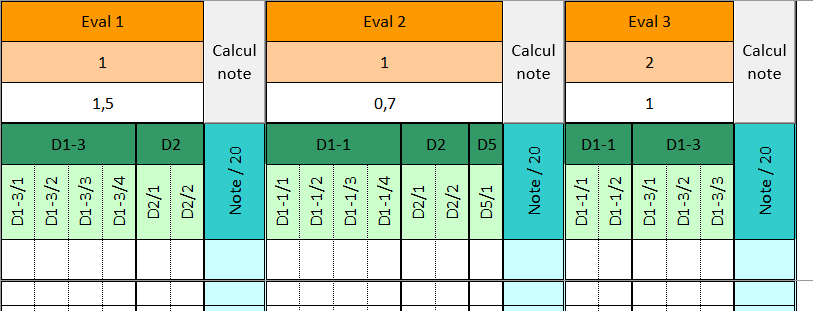 Eval 1 Calcul note Eval 2 Calcul note Eval 3 Calcul note
1 1 2
1,5 0,7 1
D1-3 D2 Note / 20 D1-1 D2 D5 Note / 20 D1-1 D1-3 Note / 20
D1-3/1 D1-3/2 D1-3/3 D1-3/4 D2/1 D2/2 D1-1/1 D1-1/2 D1-1/3 D1-1/4 D2/1 D2/2 D5/1 D1-1/1 D1-1/2 D1-3/1 D1-3/2 D1-3/3